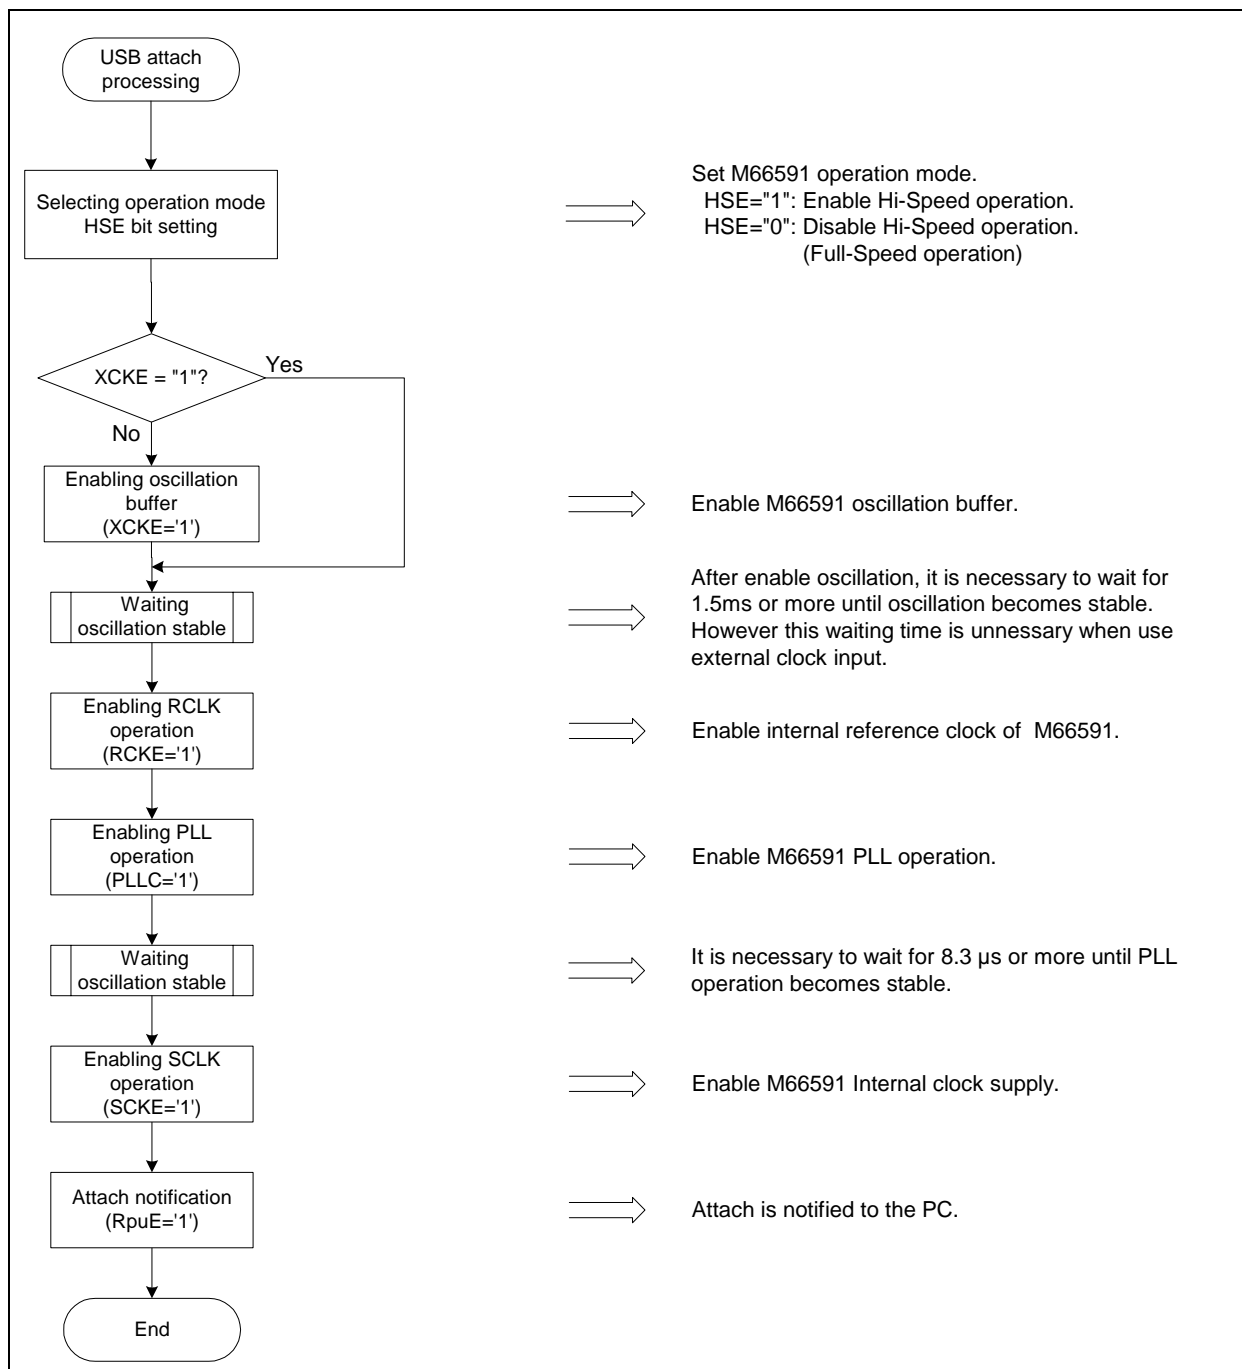 USB attach
processing
Selecting operation mode
HSE bit setting
Set M66591 operation mode.
HSE="1": Enable Hi-Speed operation.
HSE="0": Disable Hi-Speed operation.
(Full-Speed operation)
XCKE = "1"?
Yes
No
Enabling oscillation
buffer
(XCKE='1')
Enable M66591 oscillation buffer.
Waiting
oscillation stable
After enable oscillation, it is necessary to wait for
1.5ms or more until oscillation becomes stable.
However this waiting time is unnessary when use
external clock input.
Enabling RCLK
operation
(RCKE='1')
Enable internal reference clock of  M66591.
Enabling PLL
operation
(PLLC='1')
Enable M66591 PLL operation.
Waiting
oscillation stable
It is necessary to wait for 8.3 µs or more until PLL
operation becomes stable.
Enabling SCLK
operation
(SCKE='1')
Enable M66591 Internal clock supply.
Attach notification
(RpuE='1')
Attach is notified to the PC.
End